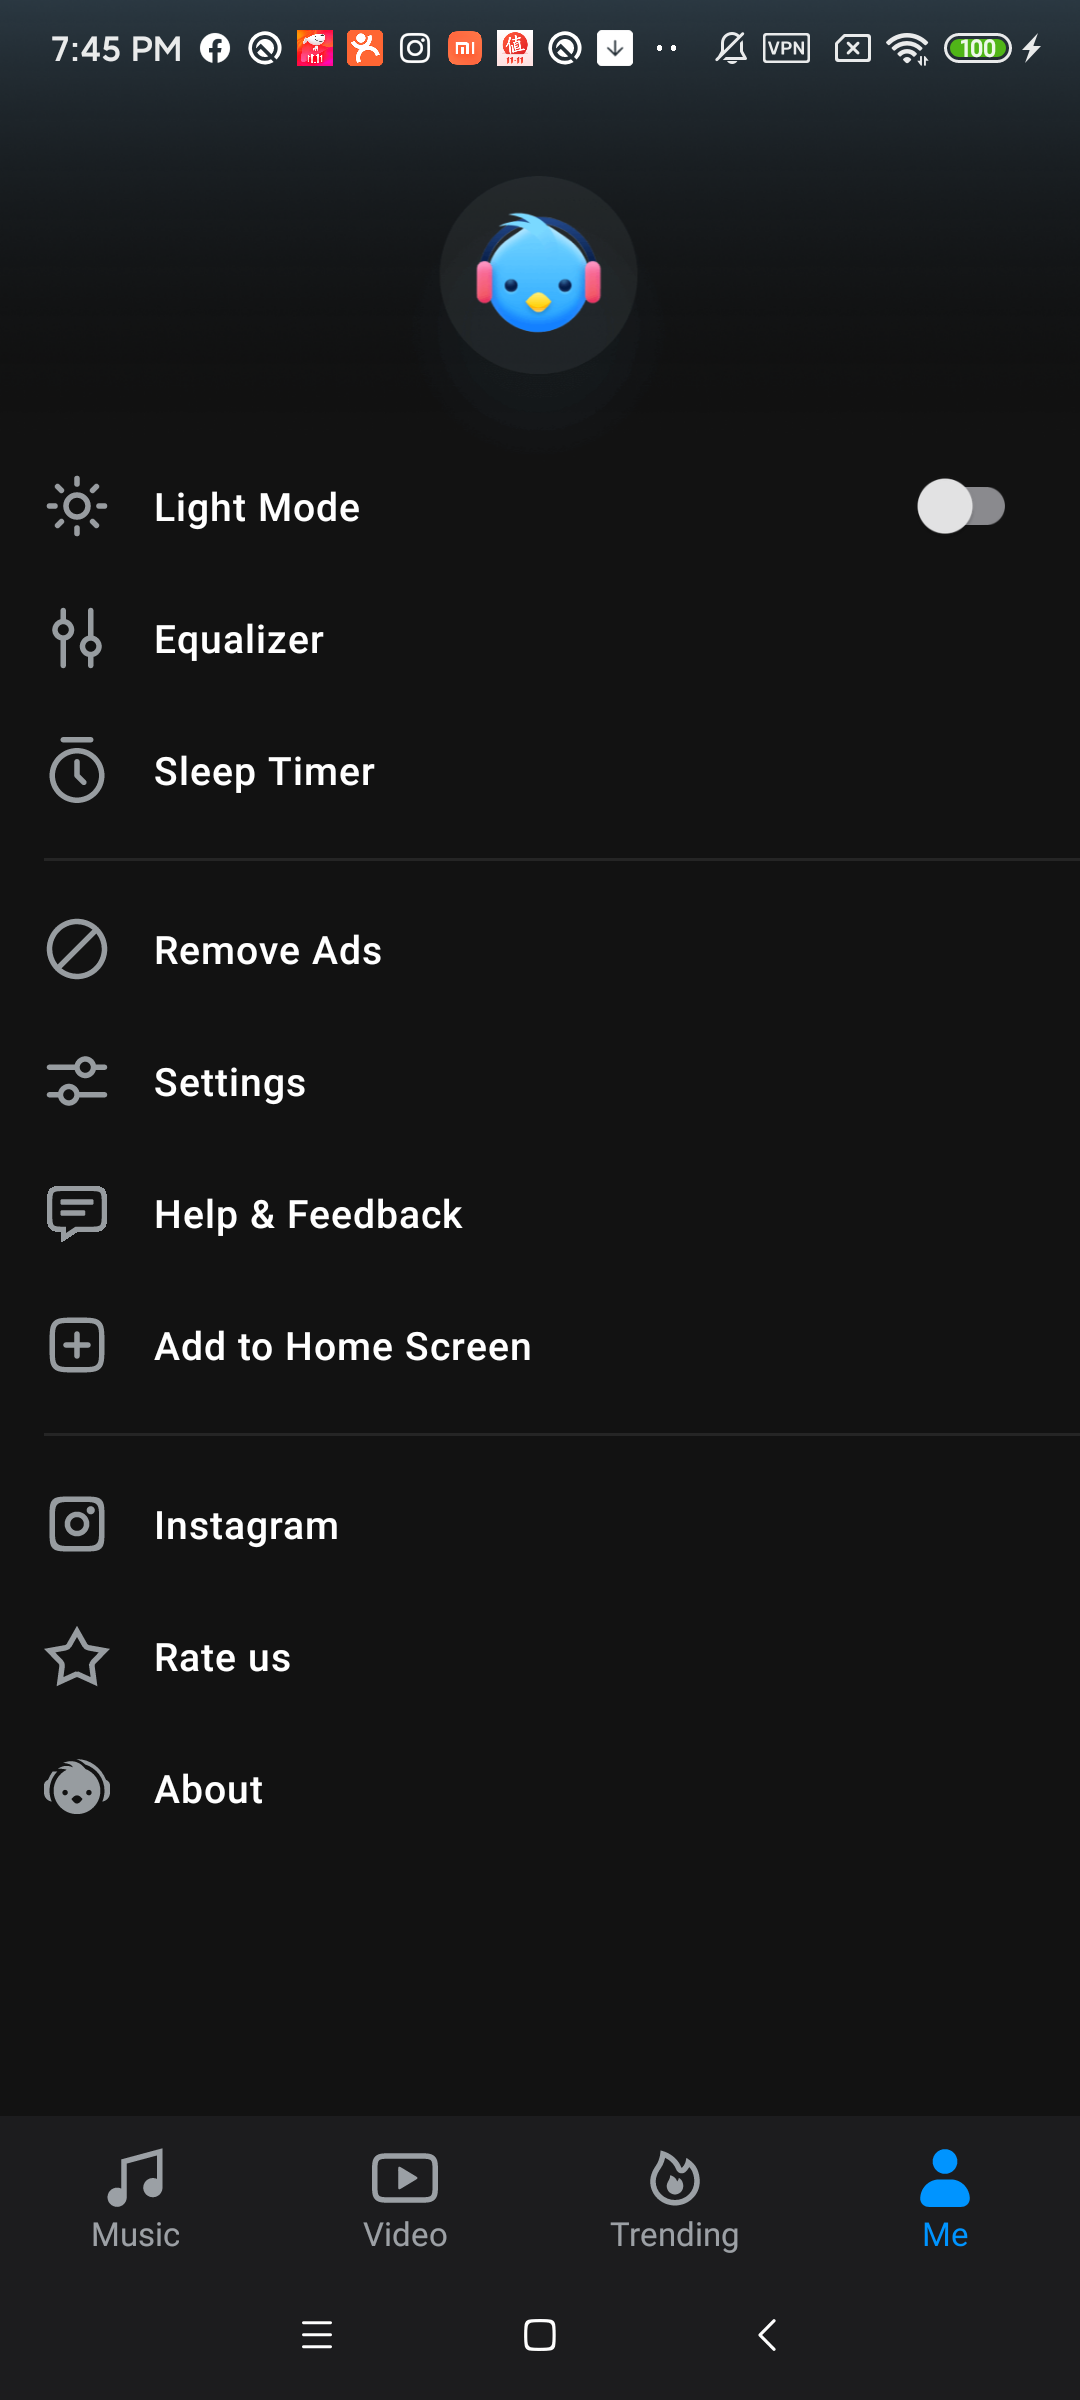 7:45 PM
VPN
100
Light Mode
Equalizer
Sleep Timer
Remove Ads
Settings
Help & Feedback
Add to Home Screen
Instagram
Rate us
About
Music
Video
Trending
Me